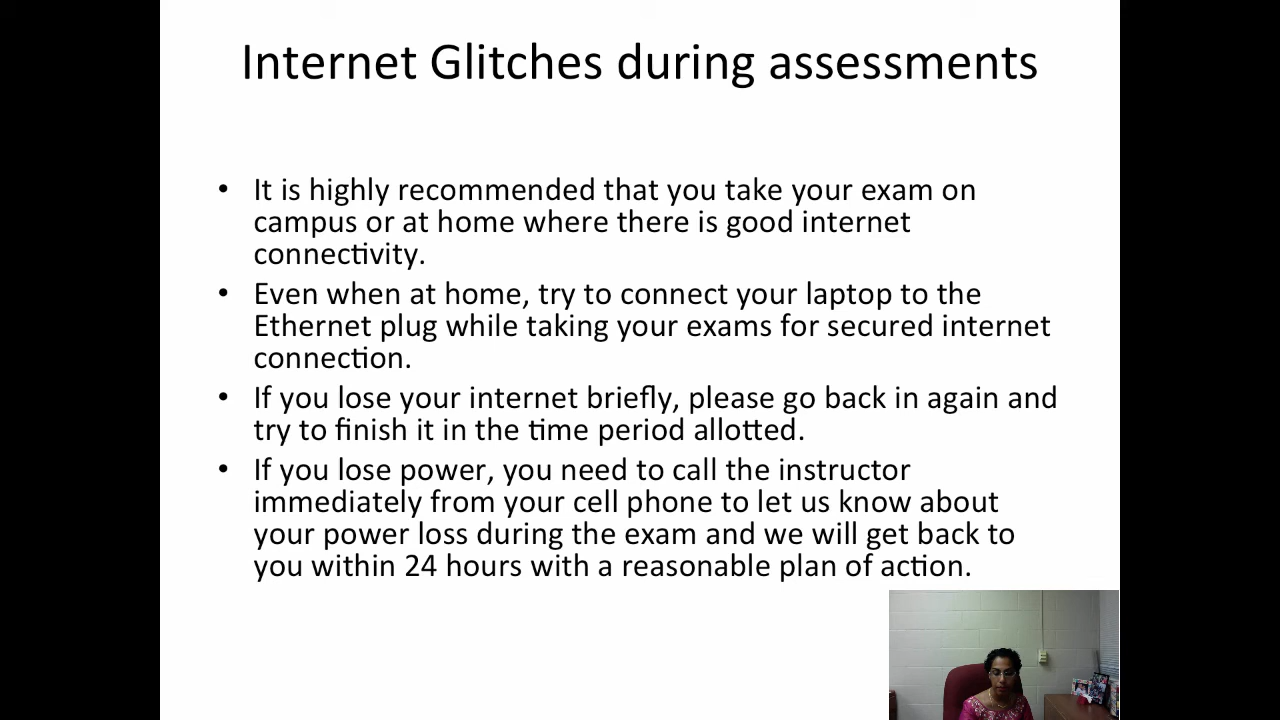 Internet Glitches during assessments
• It is highly recommended that you take your exam on
campus or at home where there is good internet
connectivity.
• Even when at home, try to connect your laptop to the
Ethernet plug while taking your exams for secured internet
connection.
• If you lose your internet briefly, please go back in again and
try to finish it in the time period allotted.
• If you lose power, you need to call the instructor
immediately from your cell phone to let us know about
your power loss during the exam and we will get back to
you within 24 hours with a reasonable plan of action.